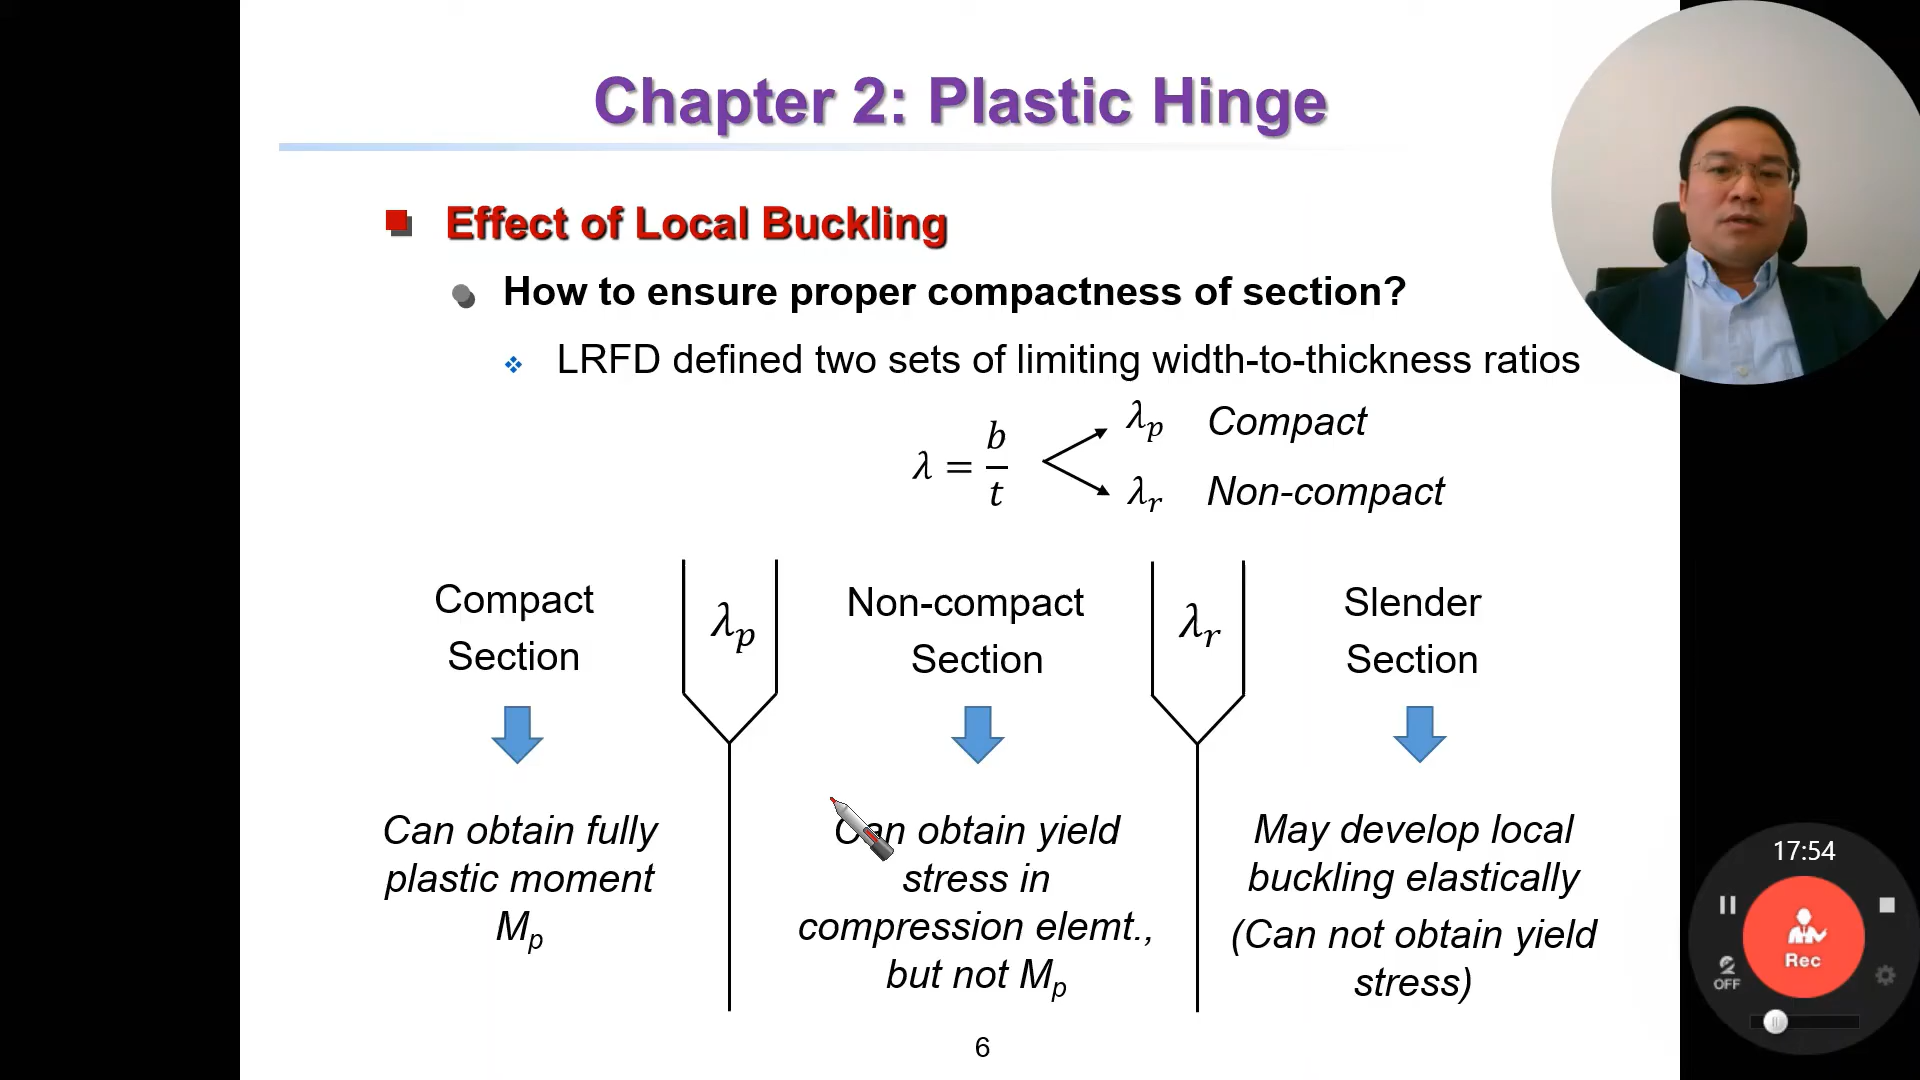 Chapter 2: Plastic Hinge
Effect of Local Buckling
How to ensure proper compactness of section?
LRFD defined two sets of limiting width-to-thickness ratios
λ = b/t
λp Compact
λr Non-compact
Compact
Section
λp
Non-compact
Section
λr
Slender
Section
Can obtain fully
plastic moment
Mp
Can obtain yield
stress in
compression elemt.,
but not Mp
May develop local
buckling elastically
(Can not obtain yield
stress)
6
17:54
Rec
OFF